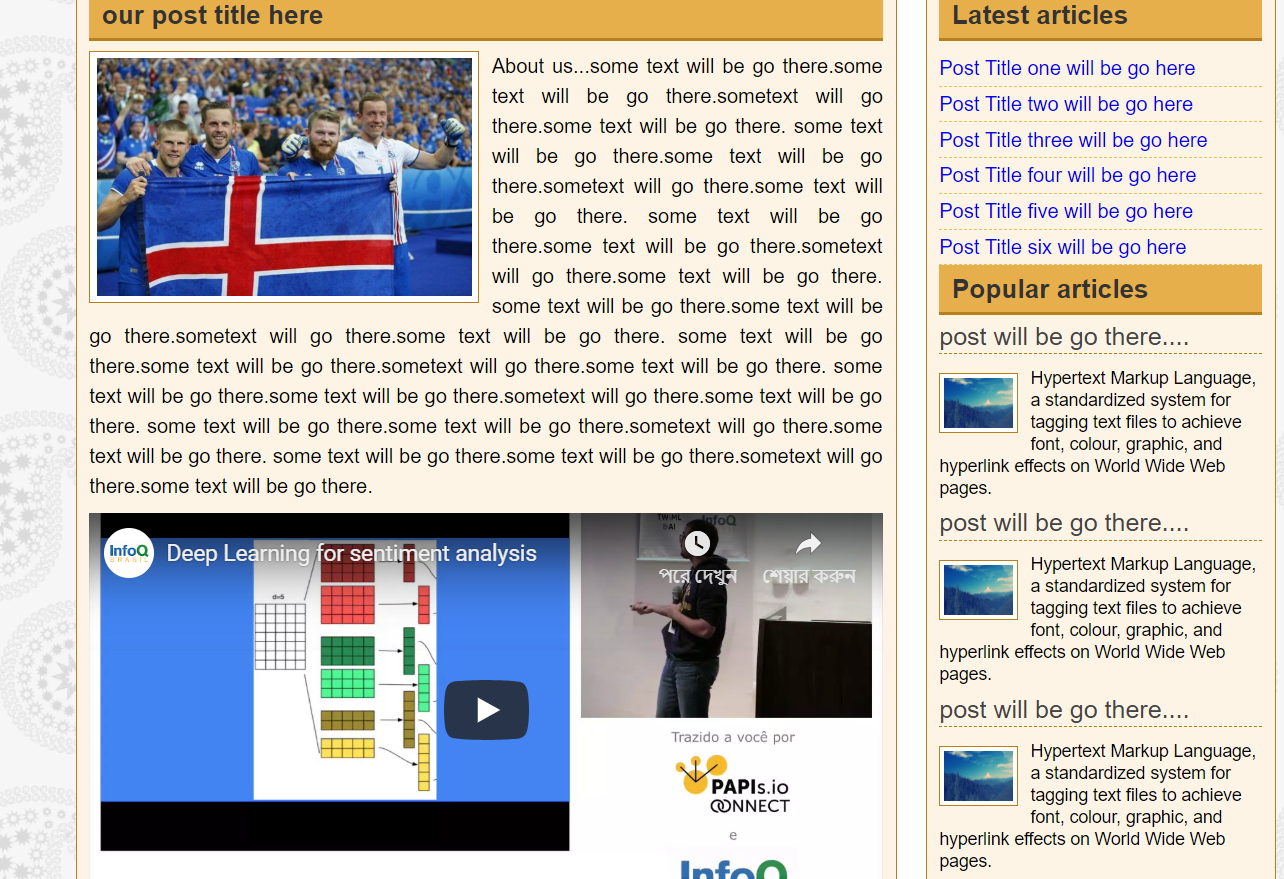 our post title here
About us...some text will be go there.some
text will be go there.sometext will go
there.some text will be go there. some text
will be go there.some text will be go
there.sometext will go there.some text will
be go there. some text will be go
there.some text will be go there.sometext
will go there.some text will be go there.
some text will be go there.some text will be
go there.sometext will go there.some text will be go there. some text will be go
there.some text will be go there.sometext will go there.some text will be go there. some
text will be go there.some text will be go there.sometext will go there.some text will be go
there. some text will be go there.some text will be go there.sometext will go there.some
text will be go there. some text will be go there.some text will be go there.sometext will go
there.some text will be go there.
InfoQ
BRASIL
Deep Learning for sentiment analysis
d=5
TWiML
&AI
InfoQ
পরে দেখুন
শেয়ার করুন
Trazido a você por
PAPIs.io
CONNECT
e
InfoQ
Latest articles
Post Title one will be go here
Post Title two will be go here
Post Title three will be go here
Post Title four will be go here
Post Title five will be go here
Post Title six will be go here
Popular articles
post will be go there....
Hypertext Markup Language,
a standardized system for
tagging text files to achieve
font, colour, graphic, and
hyperlink effects on World Wide Web
pages.
post will be go there....
Hypertext Markup Language,
a standardized system for
tagging text files to achieve
font, colour, graphic, and
hyperlink effects on World Wide Web
pages.
post will be go there....
Hypertext Markup Language,
a standardized system for
tagging text files to achieve
font, colour, graphic, and
hyperlink effects on World Wide Web
pages.